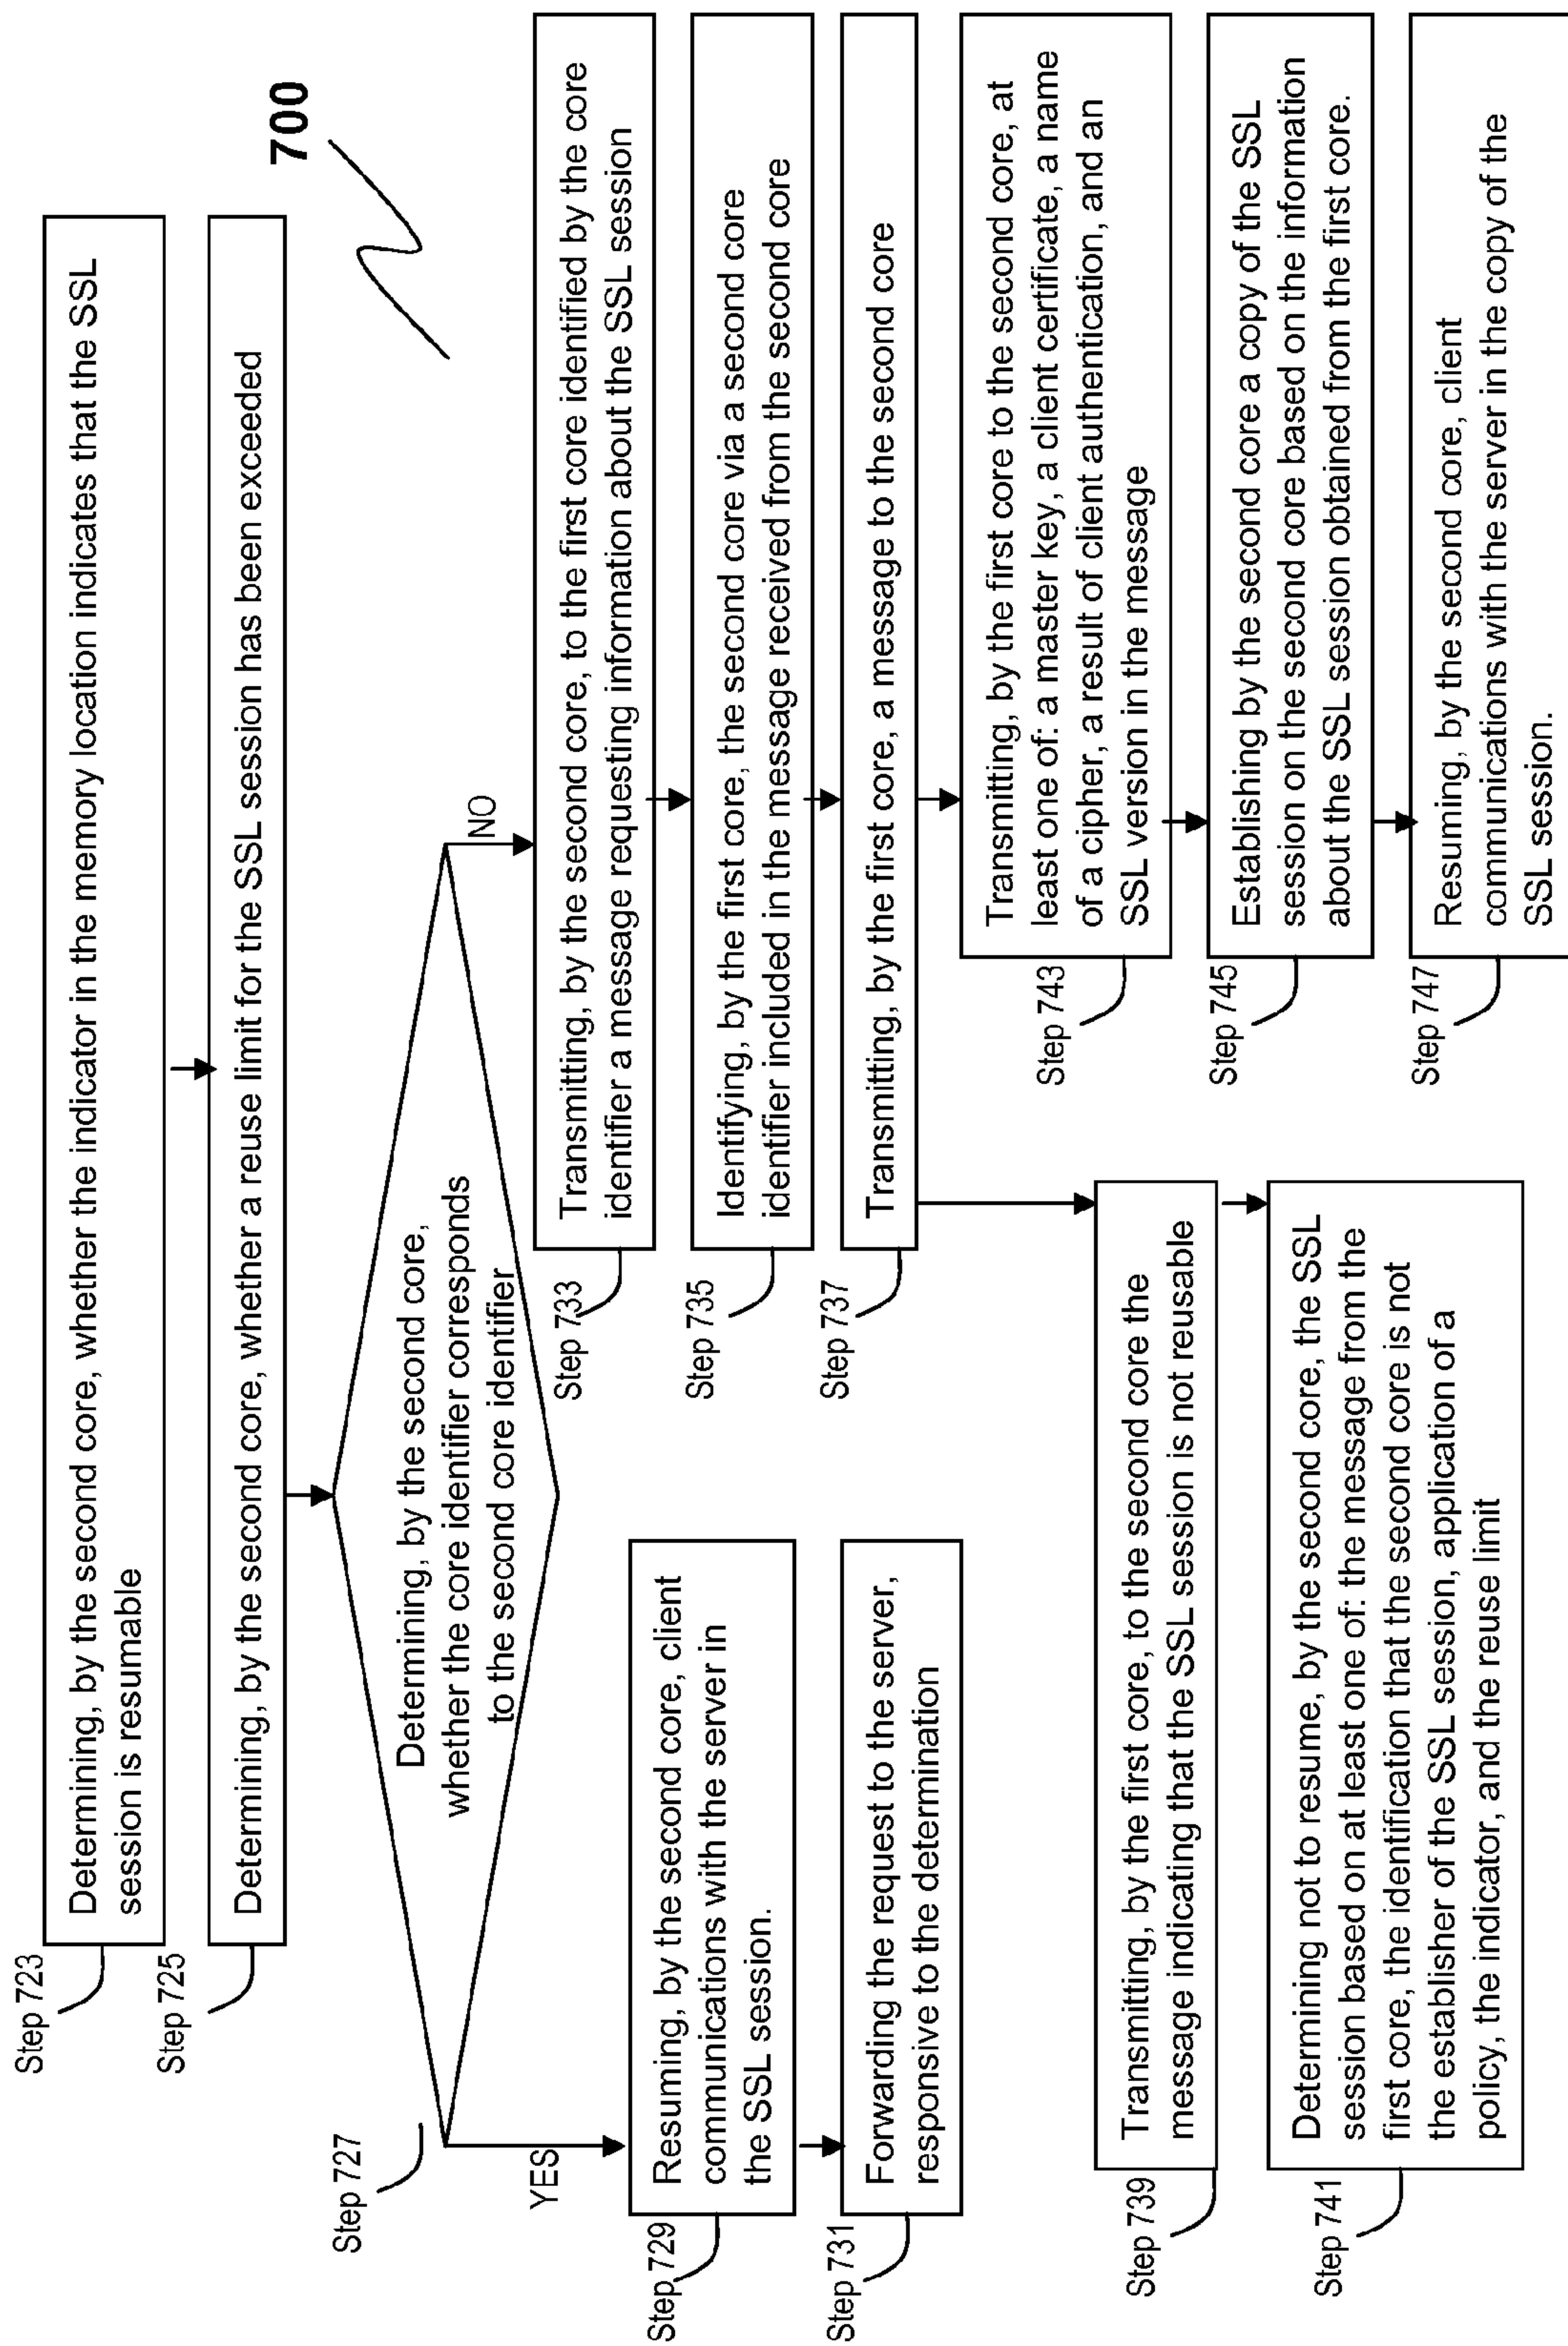 700
Step 723
Determining, by the second core, whether the indicator in the memory location indicates that the SSL
session is resumable
Step 725
Determining, by the second core, whether a reuse limit for the SSL session has been exceeded
Step 727
Determining, by the second core,
whether the core identifier corresponds
to the second core identifier
YES
NO
Step 729
Resuming, by the second core, client
communications with the server in
the SSL session.
Step 731
Forwarding the request to the server,
responsive to the determination
Step 733
Transmitting, by the second core, to the first core identified by the core
identifier a message requesting information about the SSL session
Step 735
Identifying, by the first core, the second core via a second core
identifier included in the message received from the second core
Step 737
Transmitting, by the first core, a message to the second core
Step 739
Transmitting, by the first core, to the second core the
message indicating that the SSL session is not reusable
Step 741
Determining not to resume, by the second core, the SSL
session based on at least one of: the message from the
first core, the identification that the second core is not
the establisher of the SSL session, application of a
policy, the indicator, and the reuse limit
Step 743
Transmitting, by the first core to the second core, at
least one of: a master key, a client certificate, a name
of a cipher, a result of client authentication, and an
SSL version in the message
Step 745
Establishing by the second core a copy of the SSL
session on the second core based on the information
about the SSL session obtained from the first core.
Step 747
Resuming, by the second core, client
communications with the server in the copy of the
SSL session.